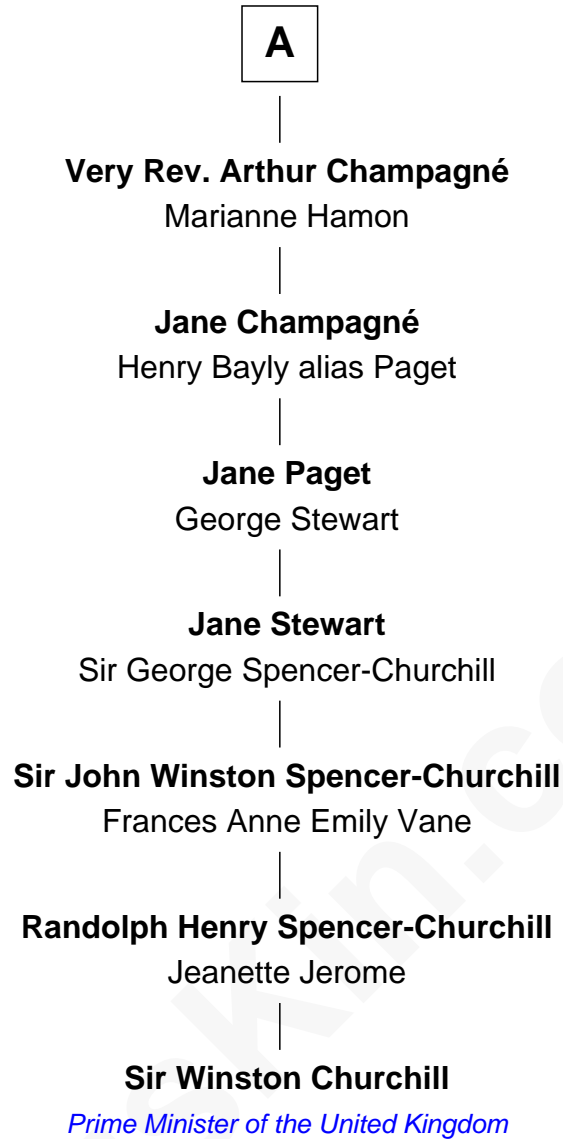 A
Very Rev. Arthur Champagné
Marianne Hamon
Jane Champagné
Henry Bayly alias Paget
Jane Paget
George Stewart
Jane Stewart
Sir George Spencer-Churchill
Sir John Winston Spencer-Churchill
Frances Anne Emily Vane
Randolph Henry Spencer-Churchill
Jeanette Jerome
Sir Winston Churchill
Prime Minister of the United Kingdom